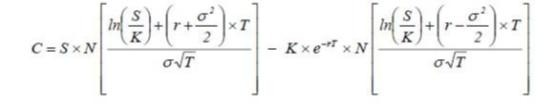 C = S × N [ ( ln(S/K) + (r + σ²/2) × T ) / (σ√T) ] − K × e^(−rT) × N [ ( ln(S/K) + (r − σ²/2) × T ) / (σ√T) ]